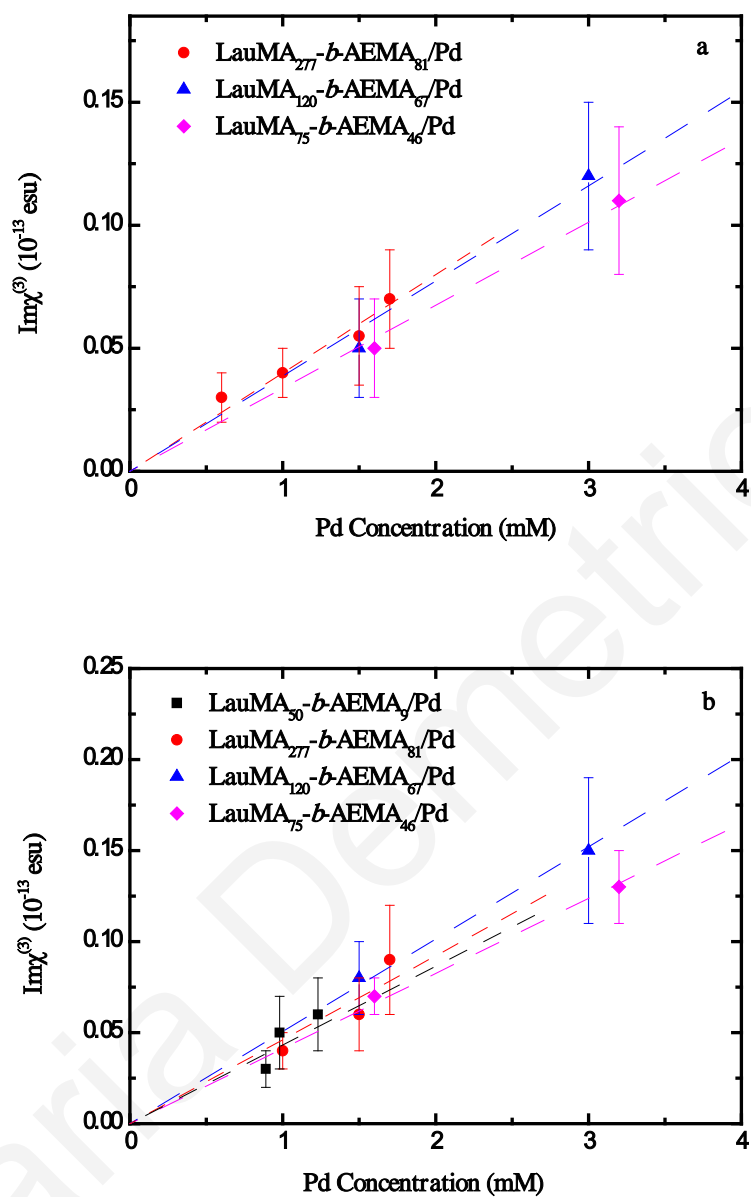 a
LauMA277-b-AEMA81/Pd
LauMA120-b-AEMA67/Pd
LauMA75-b-AEMA46/Pd
0.15
0.10
0.05
0.00
Imχ(3) (10-13 esu)
0 1 2 3 4
Pd Concentration (mM)
0.25
b
LauMA50-b-AEMA9/Pd
LauMA277-b-AEMA81/Pd
LauMA120-b-AEMA67/Pd
LauMA75-b-AEMA46/Pd
0.20
0.15
0.10
0.05
0.00
Imχ(3) (10-13 esu)
0 1 2 3 4
Pd Concentration (mM)
aria Demetric